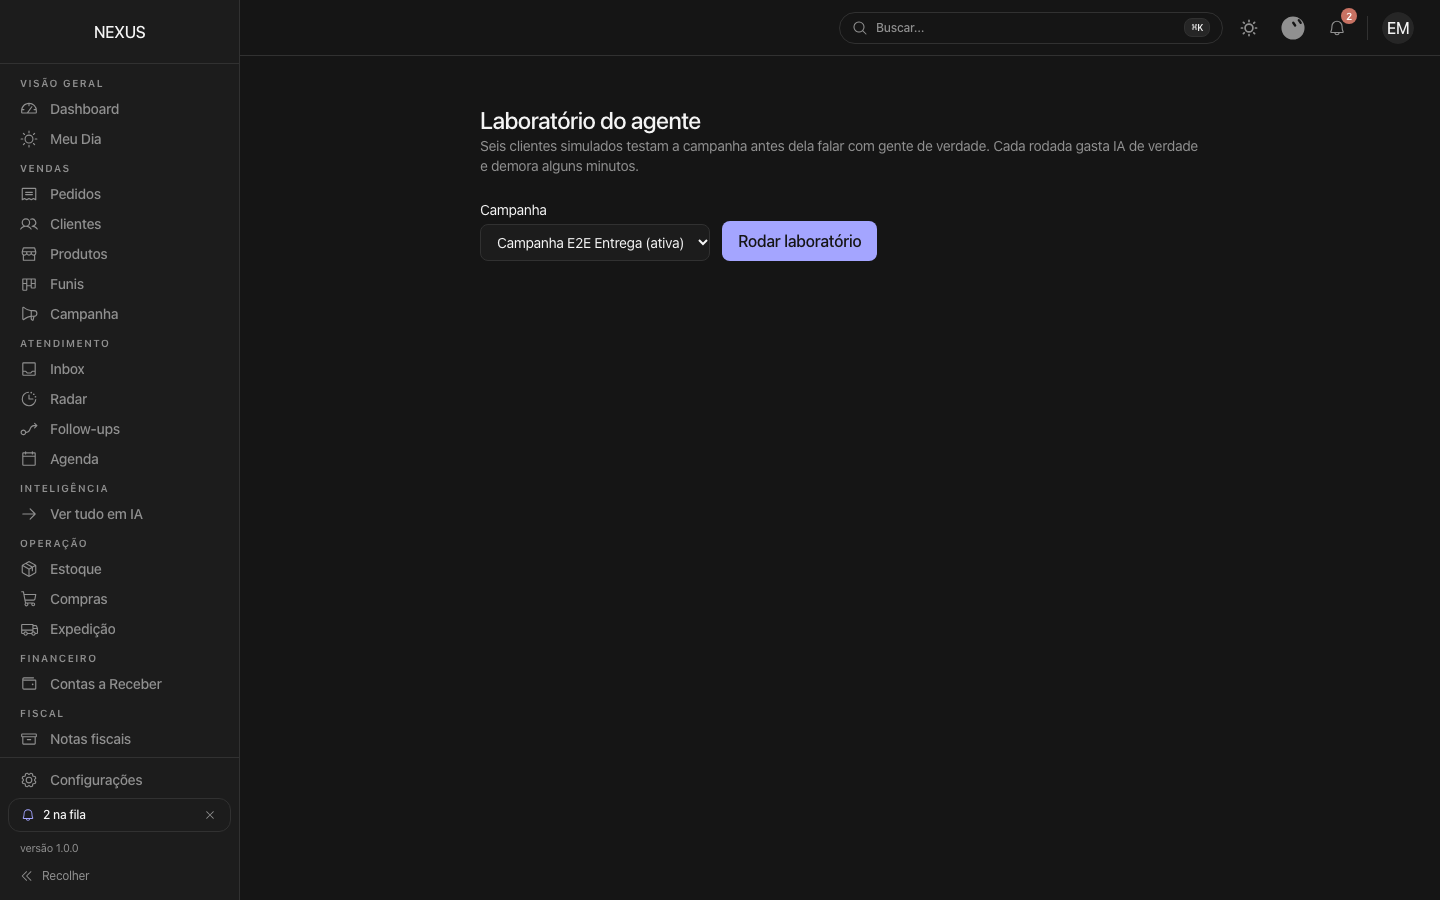 NEXUS
Buscar...
⌘K
2
EM
VISÃO GERAL
Dashboard
Meu Dia
VENDAS
Pedidos
Clientes
Produtos
Funis
Campanha
ATENDIMENTO
Inbox
Radar
Follow-ups
Agenda
INTELIGÊNCIA
Ver tudo em IA
OPERAÇÃO
Estoque
Compras
Expedição
FINANCEIRO
Contas a Receber
FISCAL
Notas fiscais
Configurações
2 na fila
versão 1.0.0
Recolher
Laboratório do agente
Seis clientes simulados testam a campanha antes dela falar com gente de verdade. Cada rodada gasta IA de verdade
e demora alguns minutos.
Campanha
Campanha E2E Entrega (ativa)
Rodar laboratório